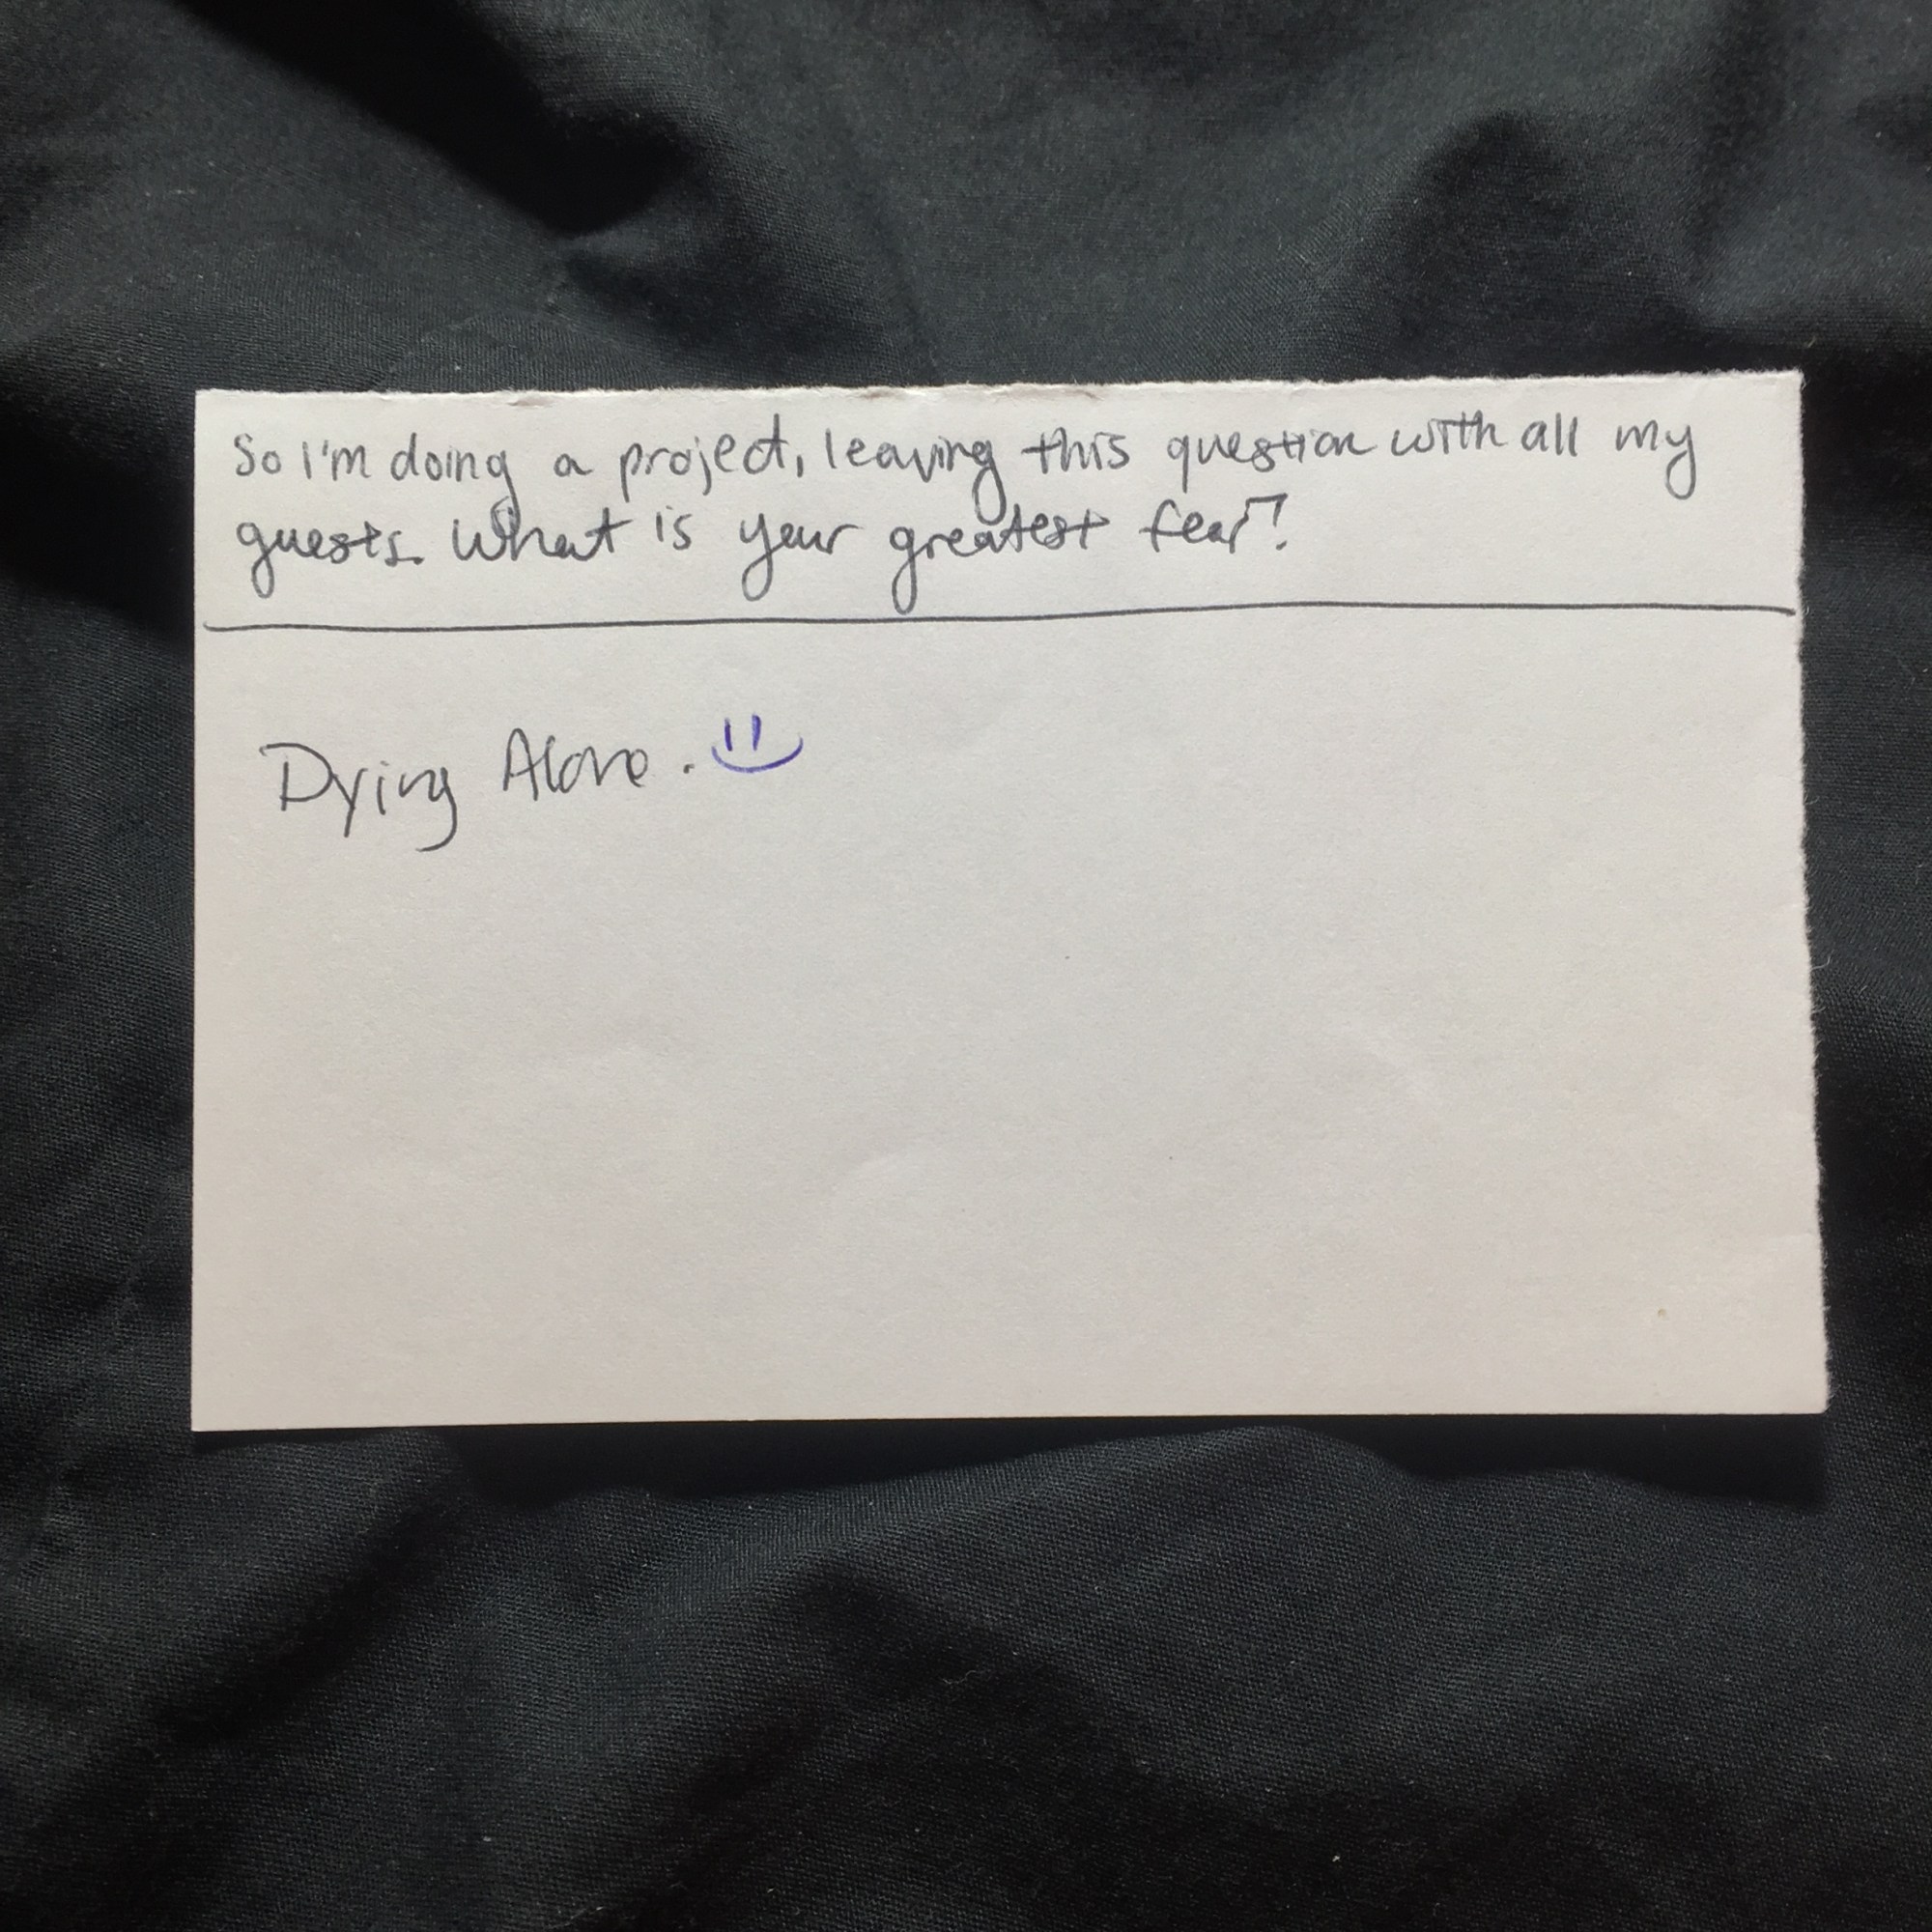 So I'm doing a project, leaving this question with all my
guests. What is your greatest fear?
Dying Alone.